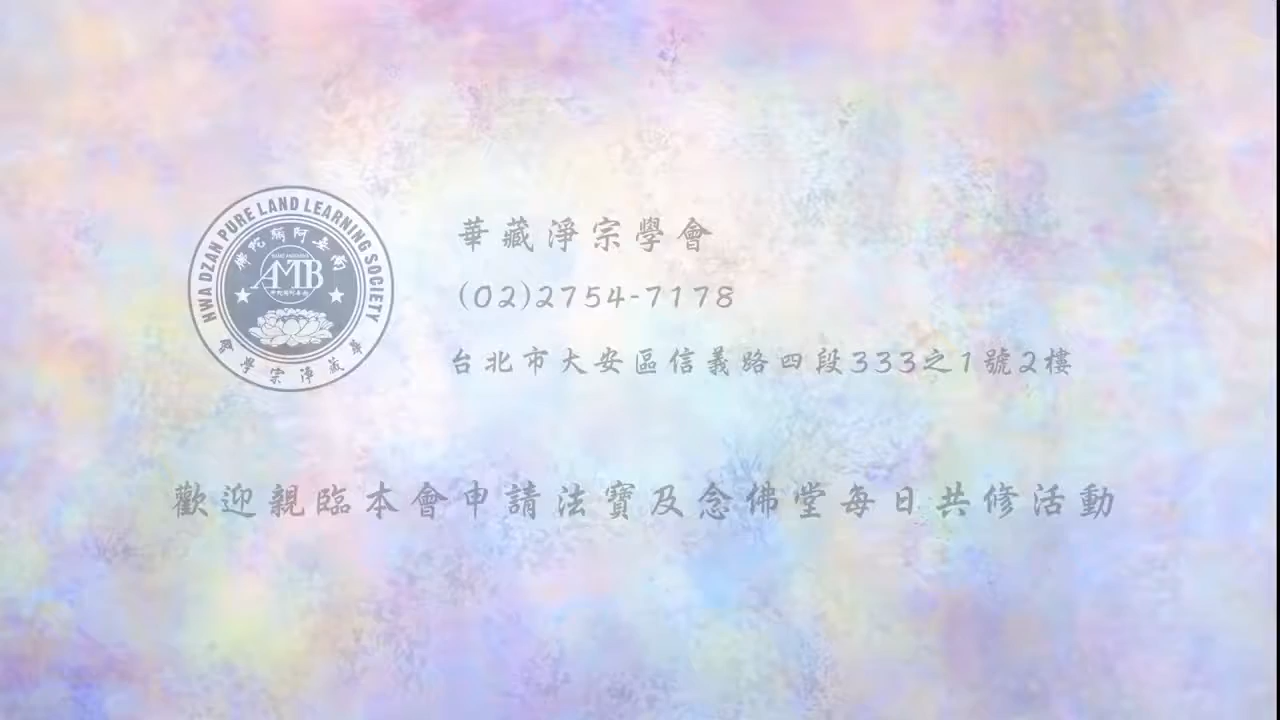 HWA DZAN PURE LAND LEARNING SOCIETY
南無阿彌陀佛
AMTB
華藏淨宗學會
華藏淨宗學會
(02)2754-7178
台北市大安區信義路四段333之1號2樓
歡迎親臨本會申請法寶及念佛堂每日共修活動